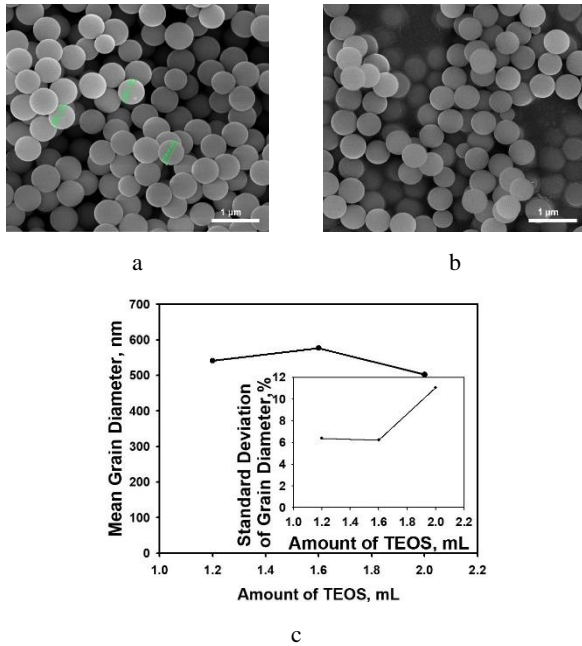 1 μm
1 μm
a
b
700
600
500
400
300
200
100
0
Mean Grain Diameter, nm
1.0 1.2 1.4 1.6 1.8 2.0 2.2
Amount of TEOS, mL
12
10
8
6
4
2
0
Standard Deviation
of Grain Diameter,%
1.0 1.2 1.4 1.6 1.8 2.0 2.2
Amount of TEOS, mL
c